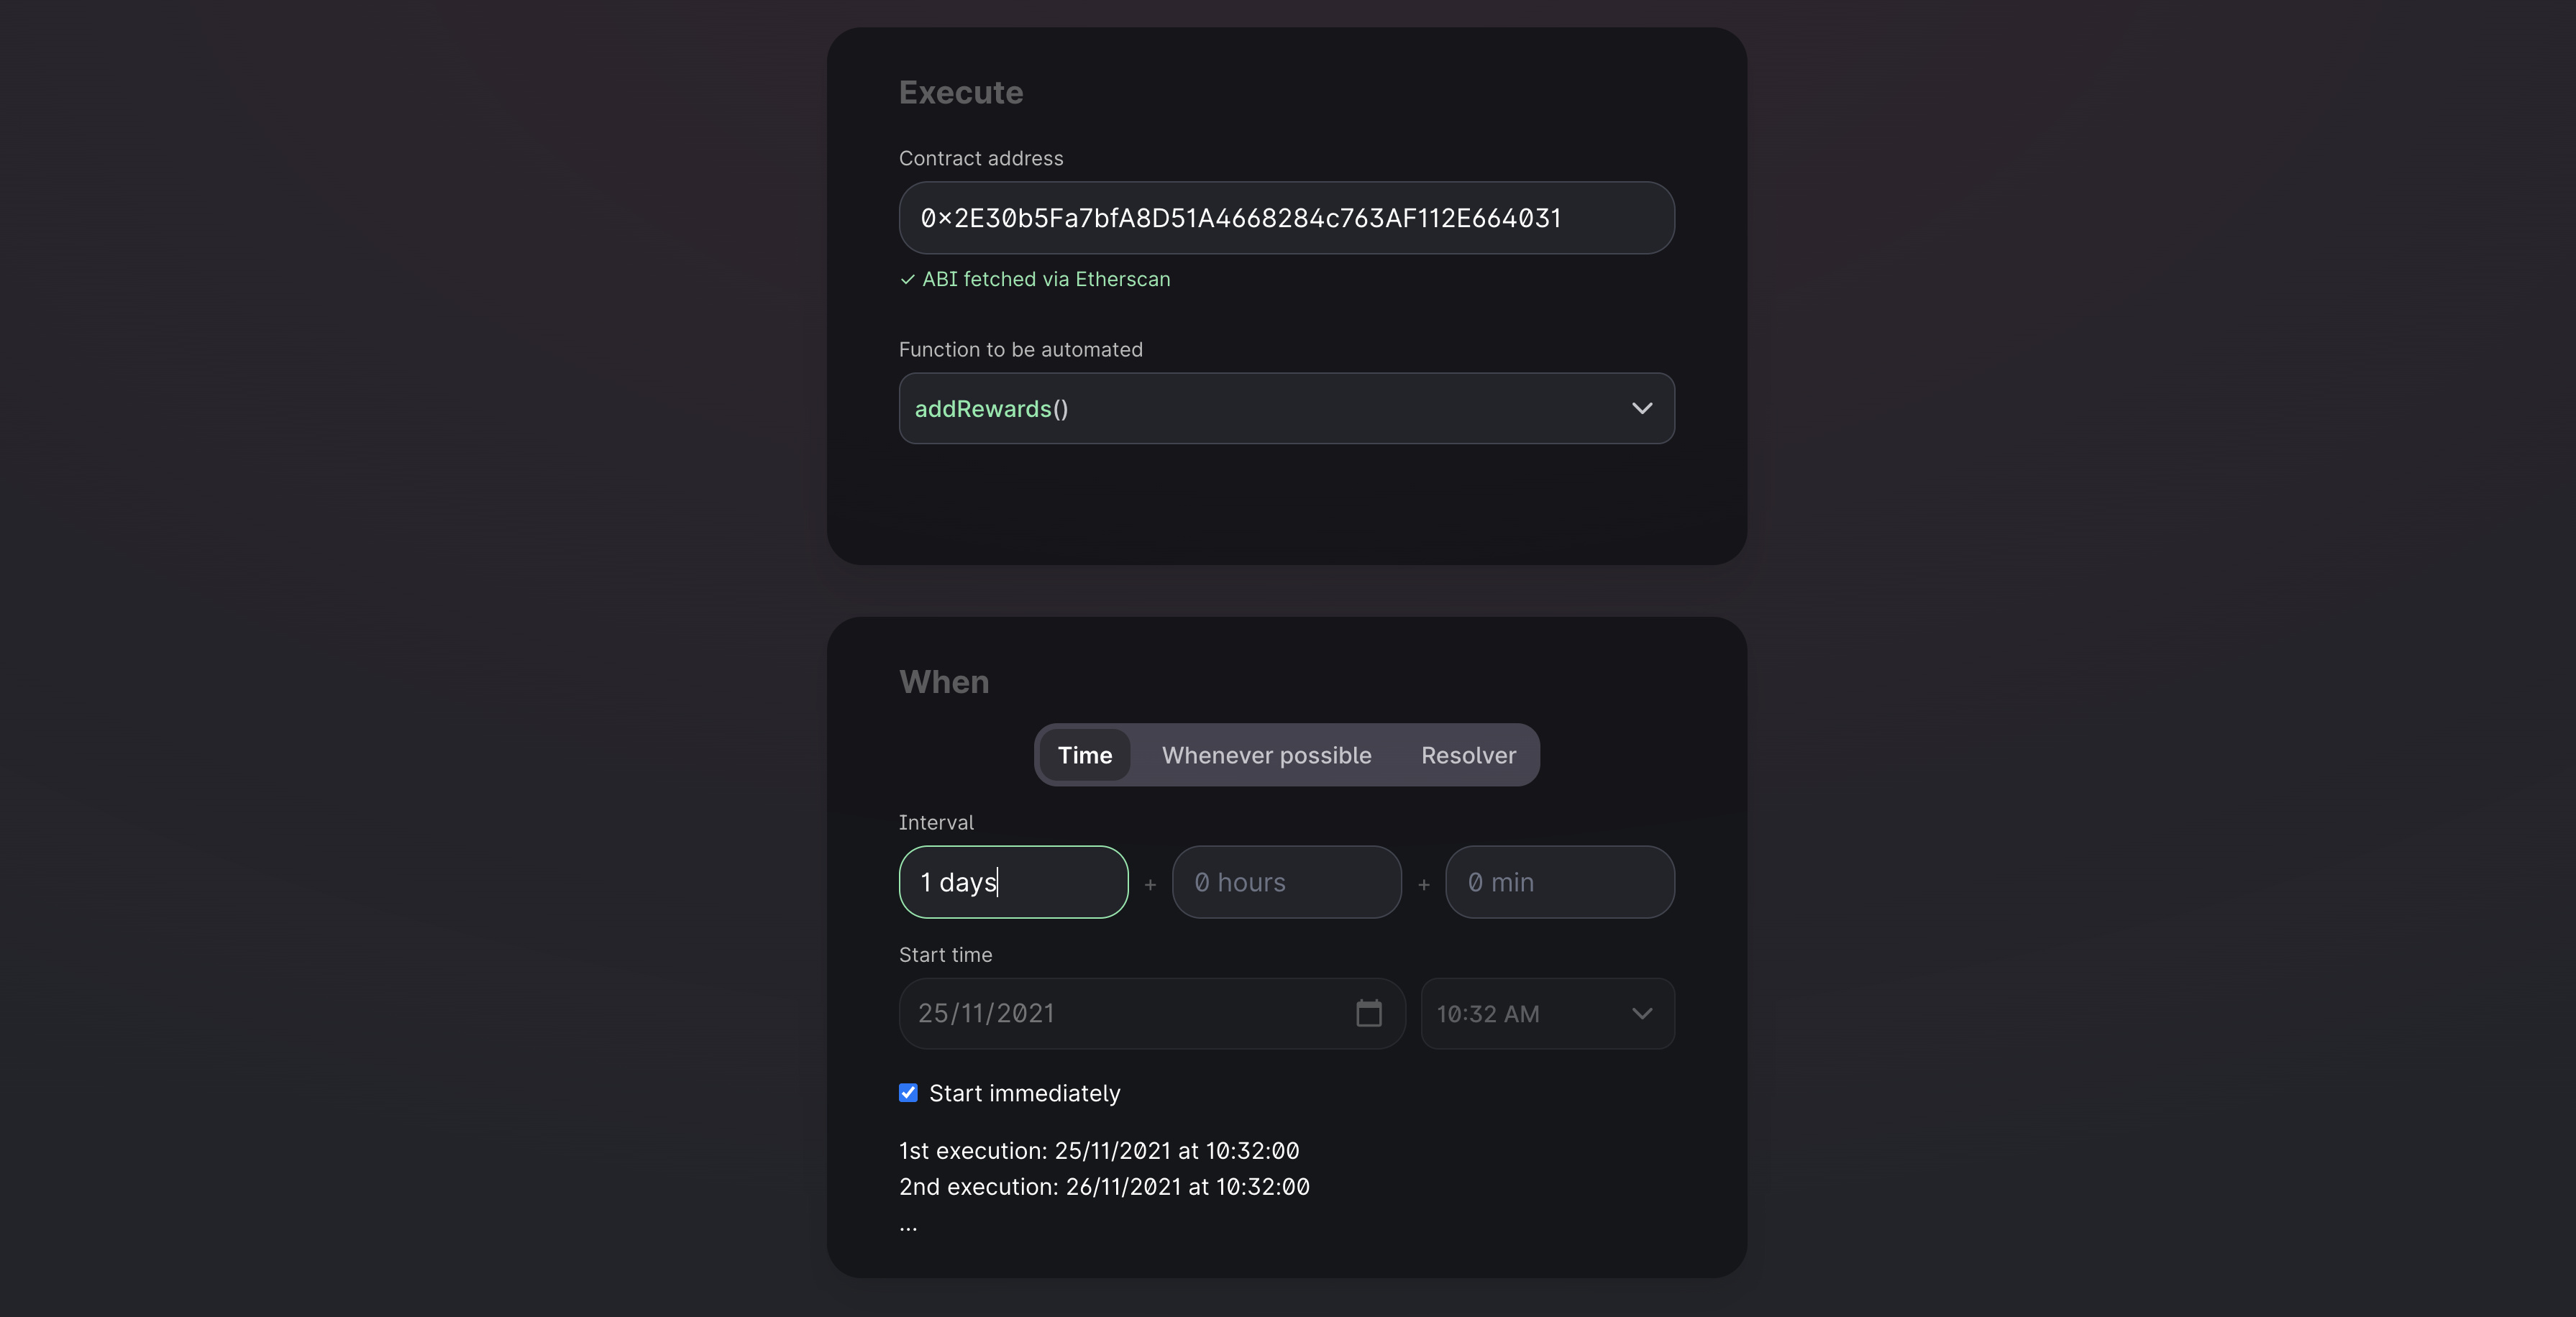 Execute
Contract address
0×2E30b5Fa7bfA8D51A4668284c763AF112E664031
✓ ABI fetched via Etherscan
Function to be automated
addRewards()
When
Time Whenever possible Resolver
Interval
1 days + 0 hours + 0 min
Start time
25/11/2021 10:32 AM
Start immediately
1st execution: 25/11/2021 at 10:32:00
2nd execution: 26/11/2021 at 10:32:00
...